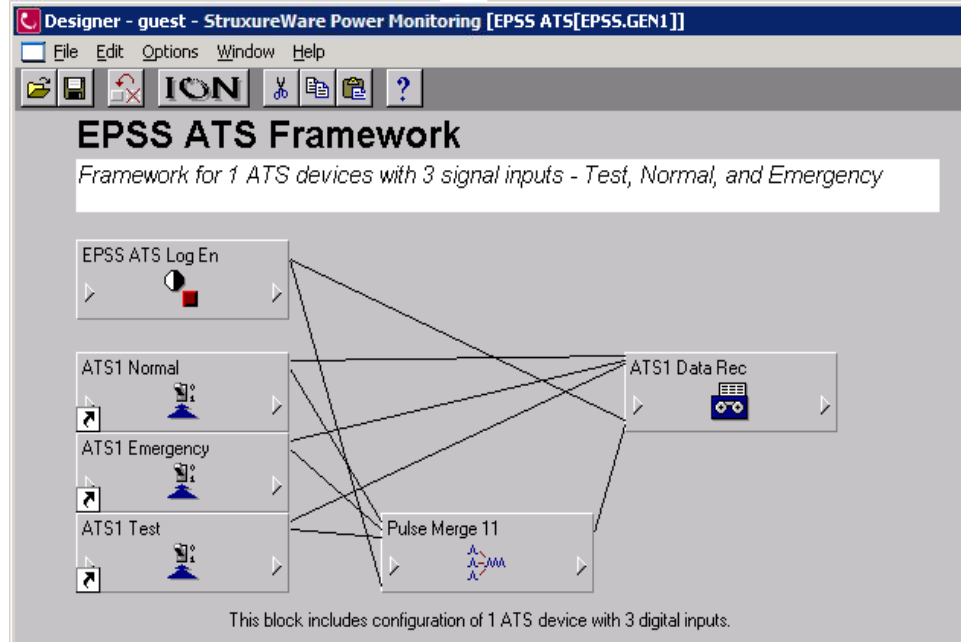 Designer - guest - StruxureWare Power Monitoring [EPSS ATS[EPSS.GEN1]]
File Edit Options Window Help
ION ?
EPSS ATS Framework
Framework for 1 ATS devices with 3 signal inputs - Test, Normal, and Emergency
EPSS ATS Log En
ATS1 Normal
ATS1 Data Rec
ATS1 Emergency
ATS1 Test
Pulse Merge 11
This block includes configuration of 1 ATS device with 3 digital inputs.